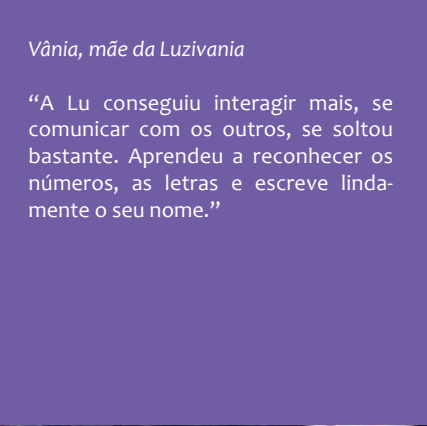 Vânia, mãe da Luzivania
“A Lu conseguiu interagir mais, se
comunicar com os outros, se soltou
bastante. Aprendeu a reconhecer os
números, as letras e escreve linda-
mente o seu nome.”